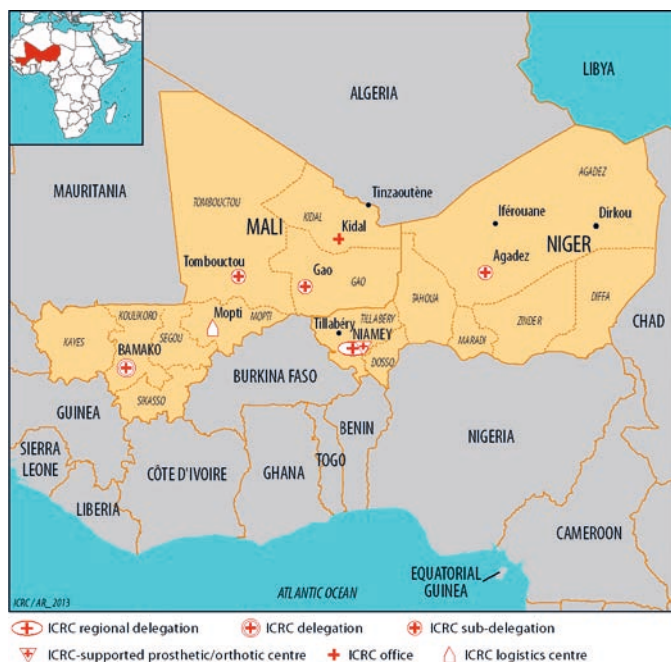 LIBYA
ALGERIA
AGADEZ
MAURITANIA
TOMBOUCTOU
KIDAL
Tinzaoutène
Iférouane
Dirkou
MALI
Kidal
NIGER
Tombouctou
Gao
GAO
Agadez
TAHOUA
DIFFA
KOULIKORO
Mopti
MOPTI
Tillabéry
TILLABÉRY
ZINDER
CHAD
KAYES
SEGOU
NIAMEY
MARADI
BAMAKO
DOSSO
BURKINA FASO
SIKASSO
GUINEA
BENIN
NIGERIA
SIERRA
LEONE
CÔTE D'IVOIRE
GHANA
TOGO
LIBERIA
CAMEROON
EQUATORIAL
GUINEA
ATLANTIC OCEAN
ICRC / AR_2013
ICRC regional delegation ICRC delegation ICRC sub-delegation
ICRC-supported prosthetic/orthotic centre ICRC office ICRC logistics centre